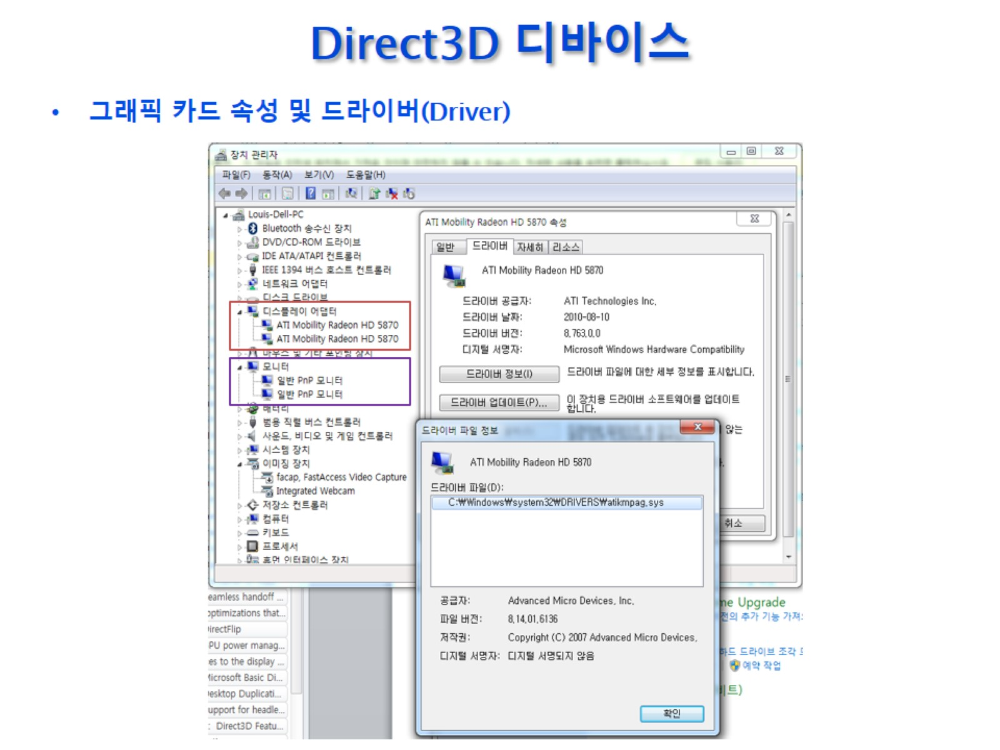 Direct3D 디바이스
• 그래픽 카드 속성 및 드라이버(Driver)
장치 관리자
파일(F) 동작(A) 보기(V) 도움말(H)
Louis-Dell-PC
Bluetooth 송수신 장치
DVD/CD-ROM 드라이브
IDE ATA/ATAPI 컨트롤러
IEEE 1394 버스 호스트 컨트롤러
네트워크 어댑터
디스크 드라이브
디스플레이 어댑터
ATI Mobility Radeon HD 5870
ATI Mobility Radeon HD 5870
마우스 및 기타 포인팅 장치
모니터
일반 PnP 모니터
일반 PnP 모니터
배터리
범용 직렬 버스 컨트롤러
사운드, 비디오 및 게임 컨트롤러
시스템 장치
이미징 장치
facap, FastAccess Video Capture
Integrated Webcam
저장소 컨트롤러
컴퓨터
키보드
프로세서
휴먼 인터페이스 장치
ATI Mobility Radeon HD 5870 속성
일반 드라이버 자세히 리소스
ATI Mobility Radeon HD 5870
드라이버 공급자: ATI Technologies Inc.
드라이버 날짜: 2010-08-10
드라이버 버전: 8.763.0.0
디지털 서명자: Microsoft Windows Hardware Compatibility
드라이버 정보(I) 드라이버 파일에 대한 세부 정보를 표시합니다.
드라이버 업데이트(P)... 이 장치용 드라이버 소프트웨어를 업데이트
합니다.
않는
취소
드라이버 파일 정보
ATI Mobility Radeon HD 5870
드라이버 파일(D):
C:₩Windows₩system32₩DRIVERS₩atikmpag.sys
공급자: Advanced Micro Devices, Inc.
파일 버전: 8.14.01.6136
저작권: Copyright (C) 2007 Advanced Micro Devices,
디지털 서명자: 디지털 서명되지 않음
확인
eamless handoff ...
optimizations that...
irectFlip
PU power manag...
es to the display ...
Microsoft Basic Di...
Desktop Duplicati...
upport for headle...
: Direct3D Featu...
me Upgrade
전의 추가 기능 가져
하드 드라이브 조각
예약 작업
비트)